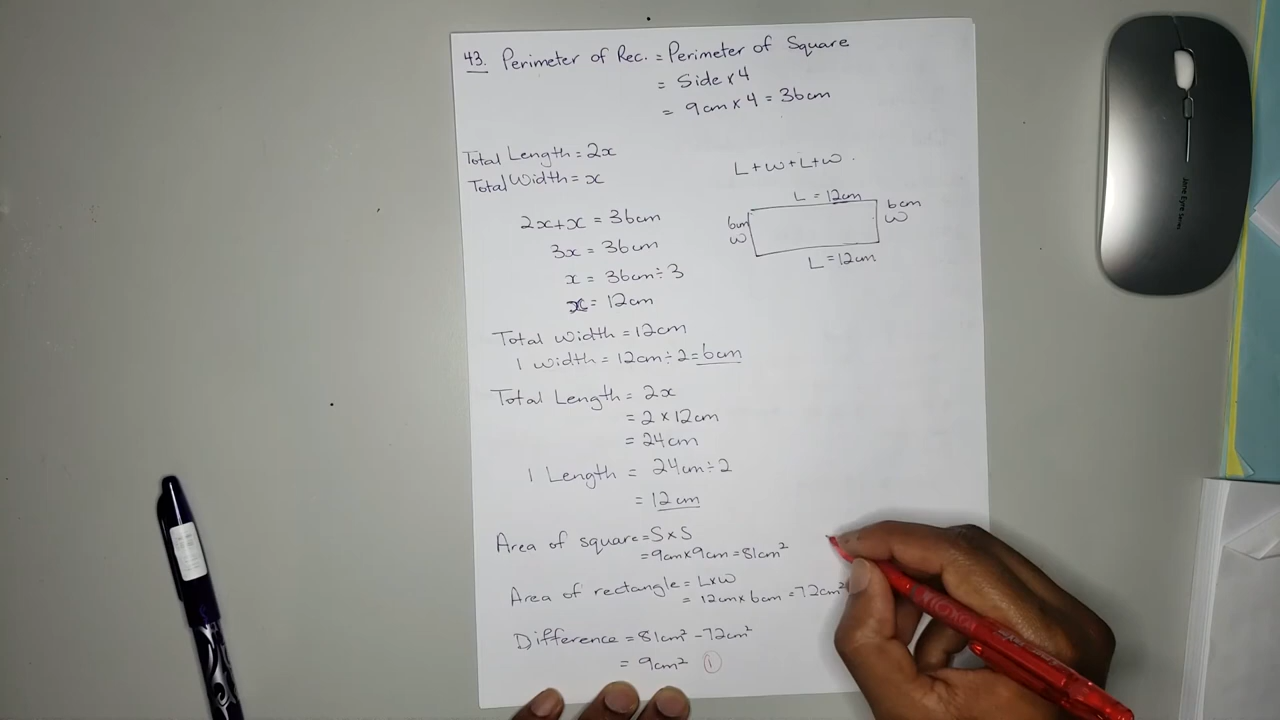 43. Perimeter of Rec. = Perimeter of Square
= Side x 4
= 9cm x 4 = 36cm
Total Length = 2x
Total Width = x
2x+x = 36cm
3x = 36cm
x = 36cm ÷ 3
x = 12cm
L+W+L+W.
L = 12cm
6cm
W
6cm
W
L = 12cm
Total width = 12cm
1 width = 12cm ÷ 2 = 6cm
Total Length = 2x
= 2 x 12cm
= 24cm
1 Length = 24cm ÷ 2
= 12cm
Area of square = S x S
= 9cm x 9cm = 81cm²
Area of rectangle = L x W
= 12cm x 6cm = 72cm²
Difference = 81cm² - 72cm²
= 9cm² 1